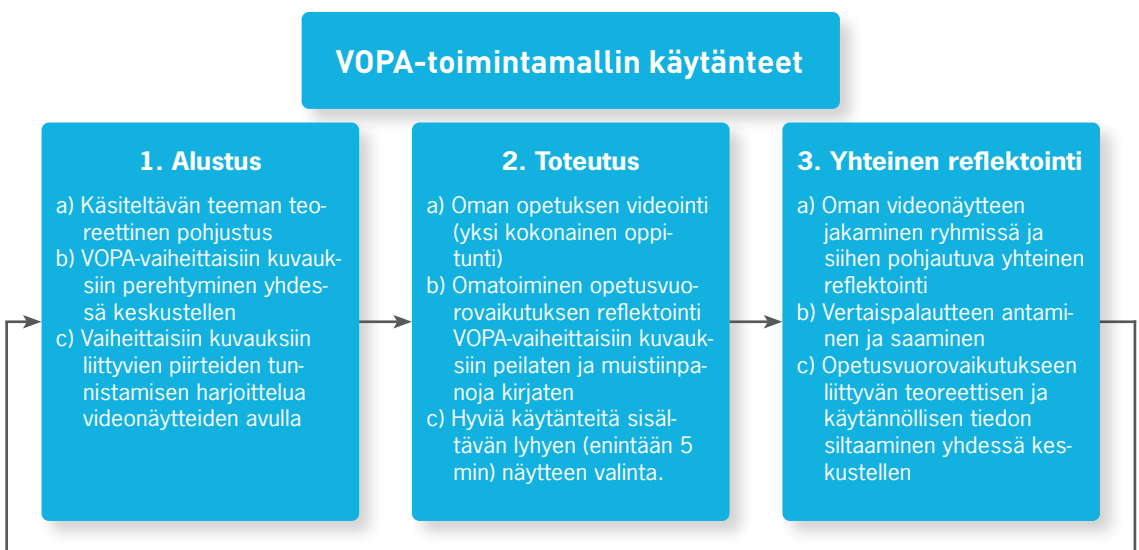 VOPA-toimintamallin käytänteet
1. Alustus
a) Käsiteltävän teeman teo-
reettinen pohjustus
b) VOPA-vaiheittaisiin kuvauk-
siin perehtyminen yhdes-
sä keskustellen
c) Vaiheittaisiin kuvauksiin
liittyvien piirteiden tun-
nistamisen harjoittelua
videonäytteiden avulla
2. Toteutus
a) Oman opetuksen videointi
(yksi kokonainen oppi-
tunti)
b) Omatoiminen opetusvuo-
rovaikutuksen reflektointi
VOPA-vaiheittaisiin kuvauk-
siin peilaten ja muistiinpa-
noja kirjaten
c) Hyviä käytänteitä sisäl-
tävän lyhyen (enintään 5
min) näytteen valinta.
3. Yhteinen reflektointi
a) Oman videonäytteen
jakaminen ryhmissä ja
siihen pohjautuva yhteinen
reflektointi
b) Vertaispalautteen antami-
nen ja saaminen
c) Opetusvuorovaikutukseen
liittyvän teoreettisen ja
käytännöllisen tiedon
siltaaminen yhdessä kes-
kustellen